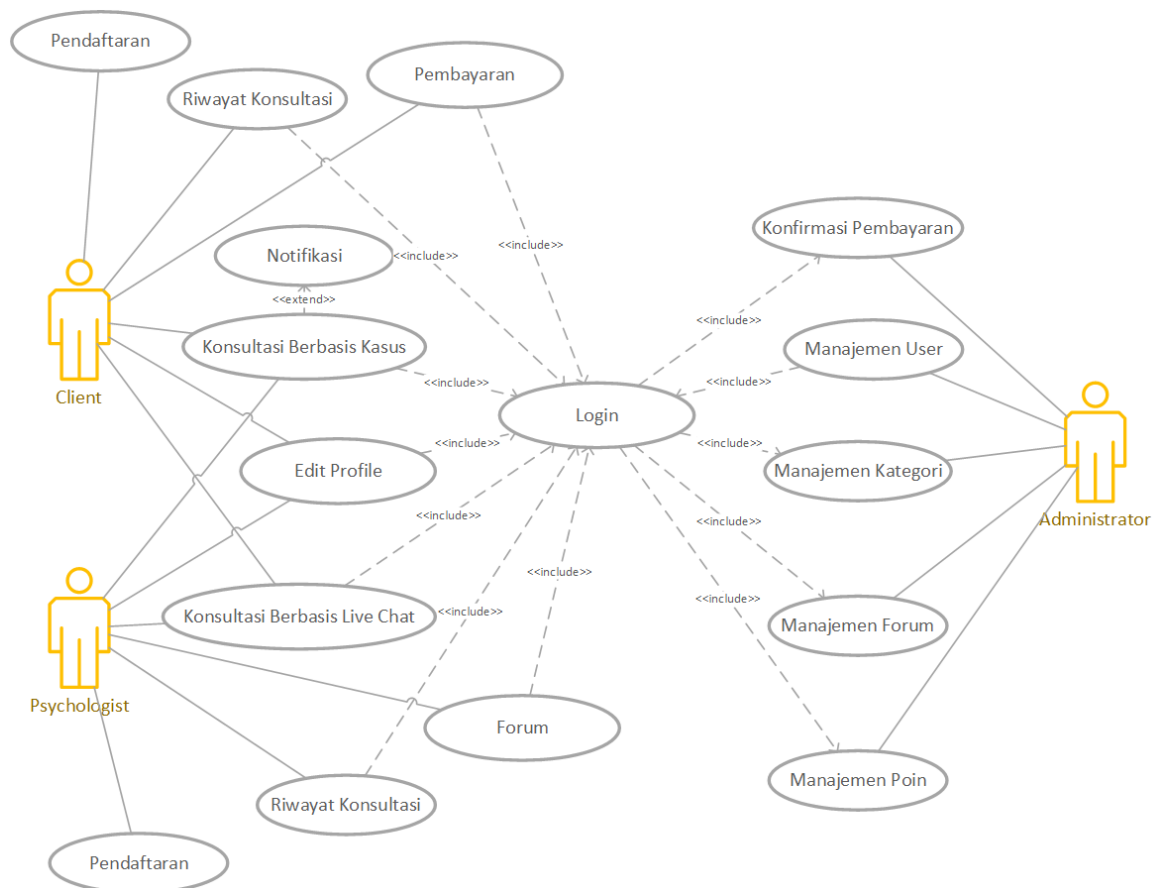 Pendaftaran
Riwayat Konsultasi
Pembayaran
Notifikasi
<<include>>
<<include>>
Konfirmasi Pembayaran
<<extend>>
<<include>>
Konsultasi Berbasis Kasus
Manajemen User
Client
<<include>>
<<include>>
Login
Edit Profile
<<include>>
<<include>>
Manajemen Kategori
Administrator
<<include>>
<<include>>
<<include>>
<<include>>
Konsultasi Berbasis Live Chat
<<include>>
Manajemen Forum
Psychologist
Forum
Manajemen Poin
Riwayat Konsultasi
Pendaftaran